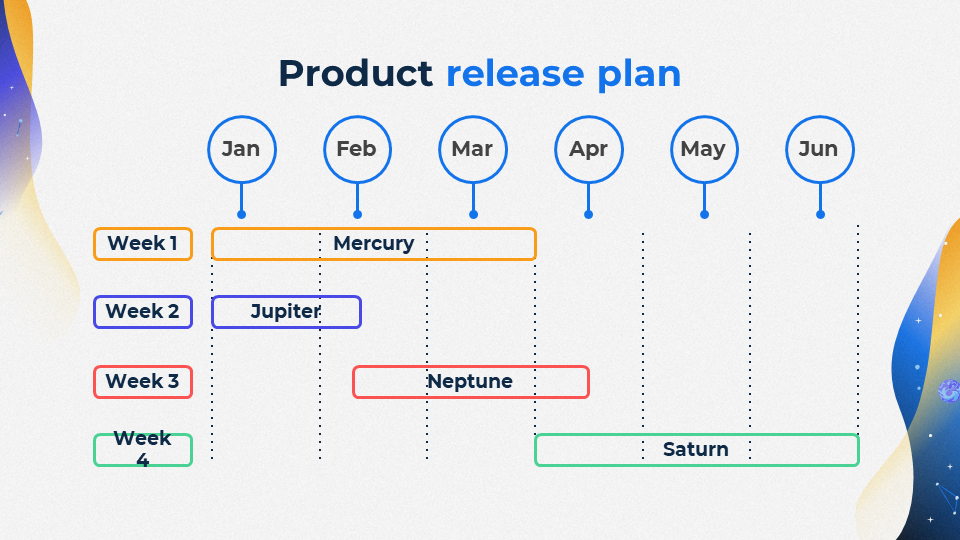 Product release plan
Jan Feb Mar Apr May Jun
Week 1 Mercury
Week 2 Jupiter
Week 3 Neptune
Week
4
Saturn